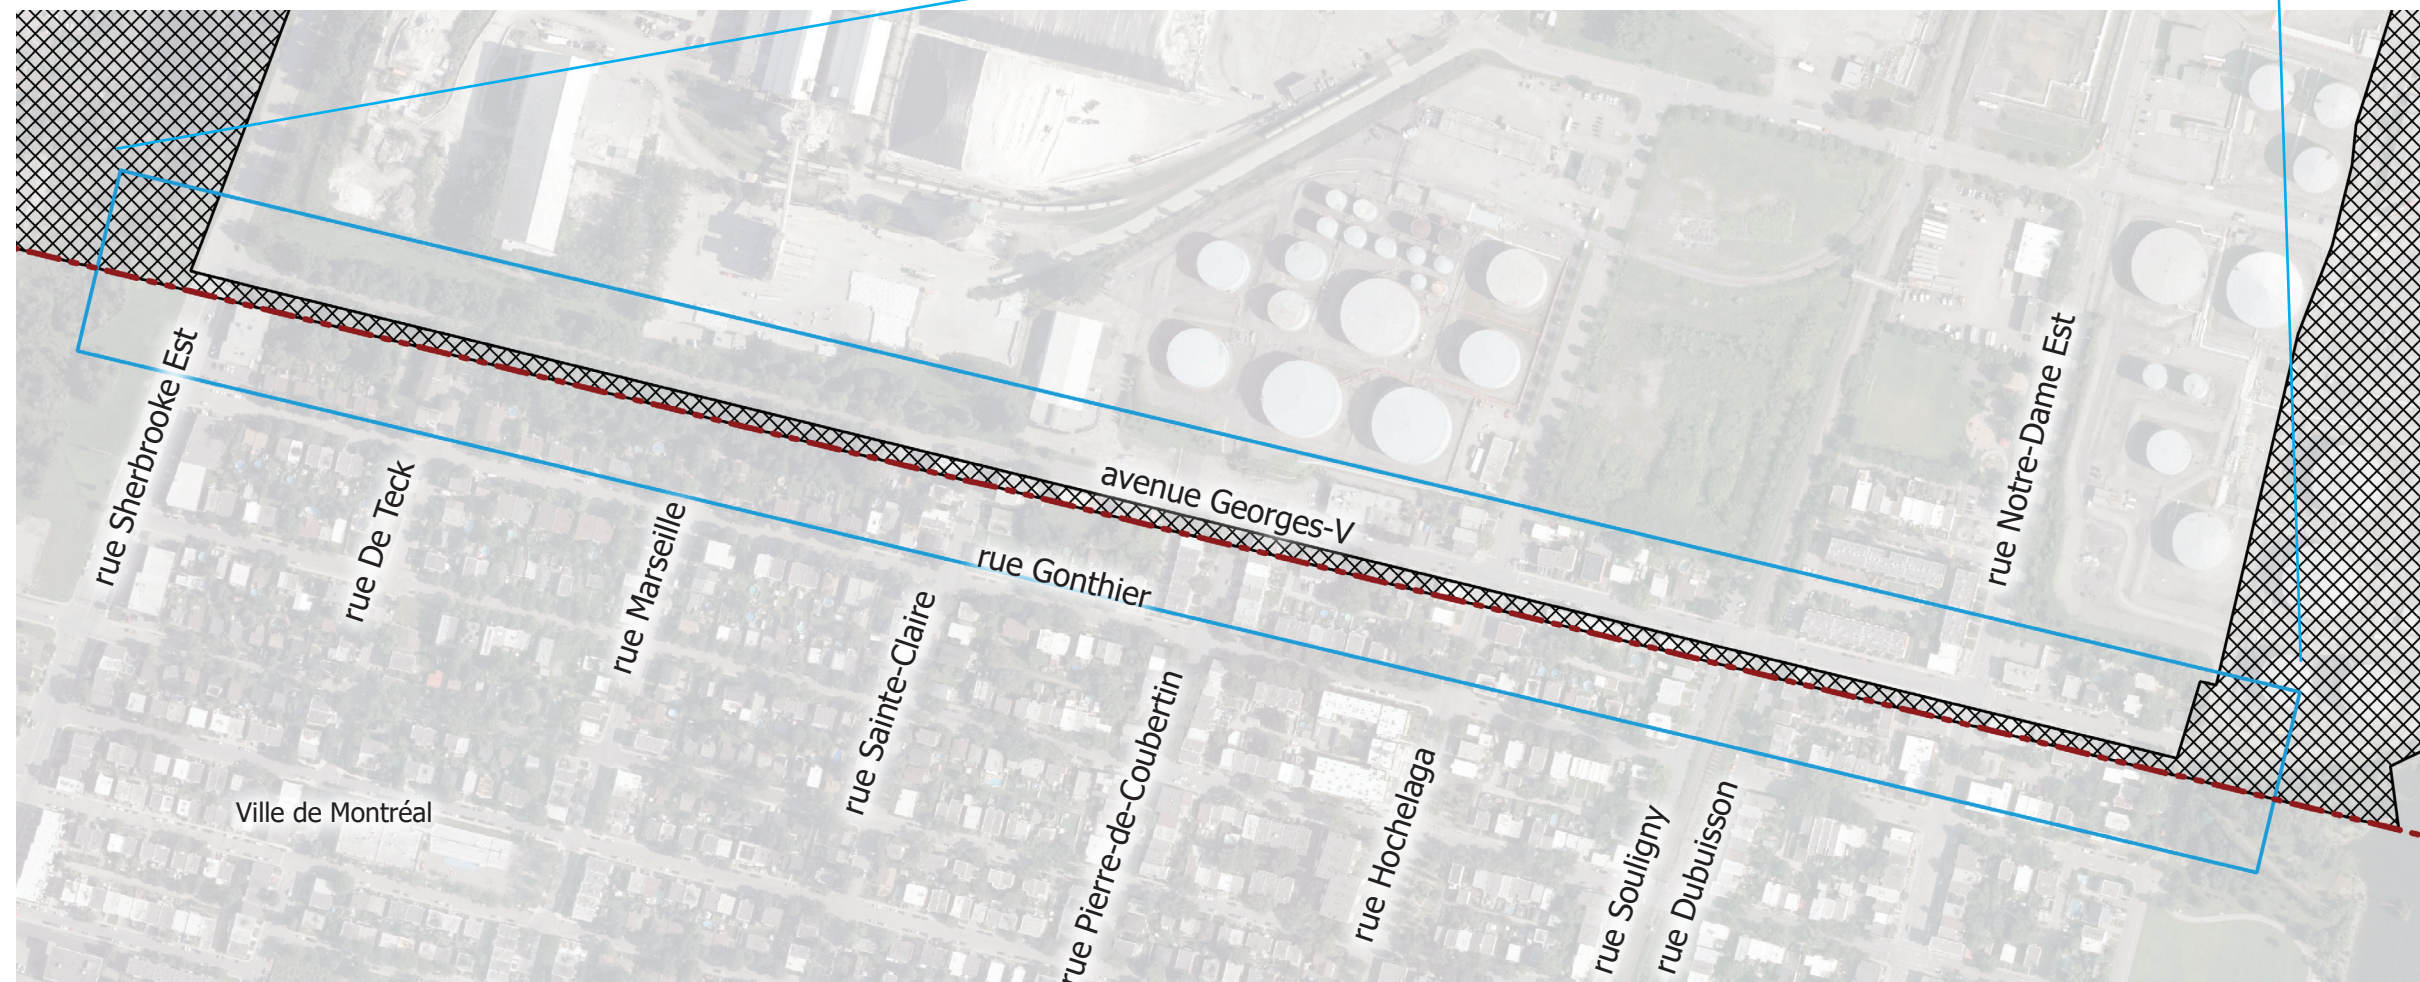 rue Sherbrooke Est
rue De Teck
rue Marseille
rue Sainte-Claire
rue Gonthier
avenue Georges-V
rue Pierre-de-Coubertin
rue Hochelaga
rue Souligny
rue Dubuisson
rue Notre-Dame Est
Ville de Montréal